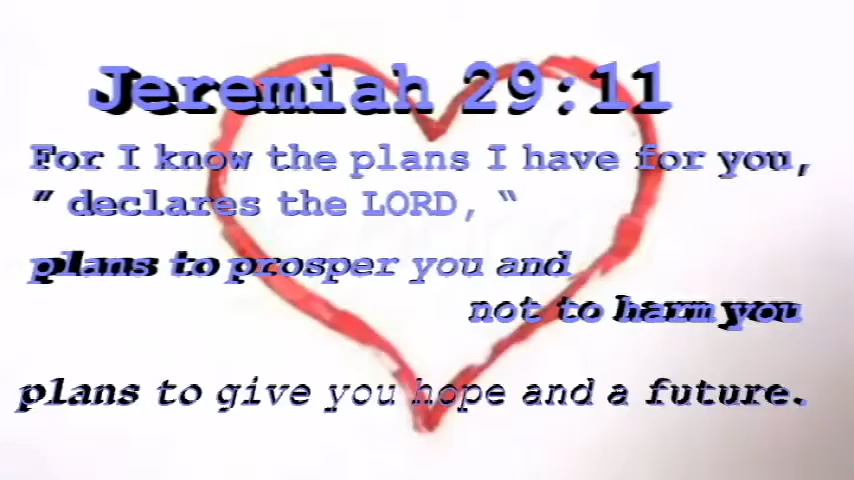 Jeremiah 29:11
For I know the plans I have for you,
” declares the LORD, “
plans to prosper you and
not to harm you
plans to give you hope and a future.